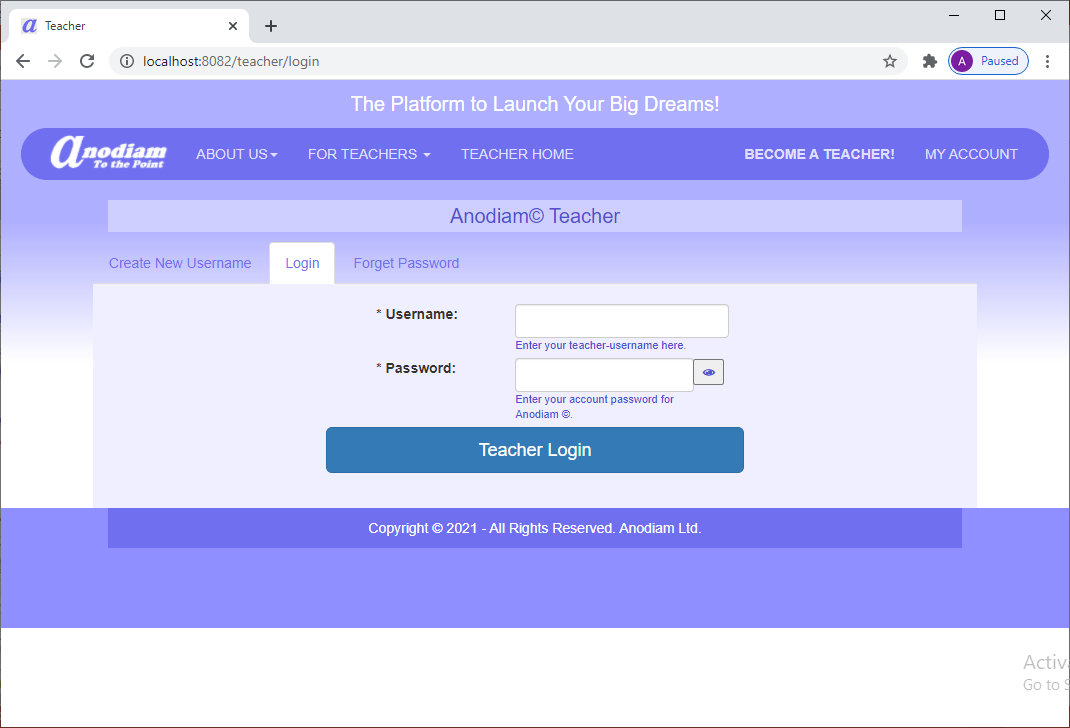 Teacher
localhost:8082/teacher/login
A Paused
The Platform to Launch Your Big Dreams!
anodiam
To the Point
ABOUT US FOR TEACHERS TEACHER HOME BECOME A TEACHER! MY ACCOUNT
Anodiam© Teacher
Create New Username Login Forget Password
* Username:
Enter your teacher-username here.
* Password:
Enter your account password for
Anodiam ©.
Teacher Login
Copyright © 2021 - All Rights Reserved. Anodiam Ltd.
Go to